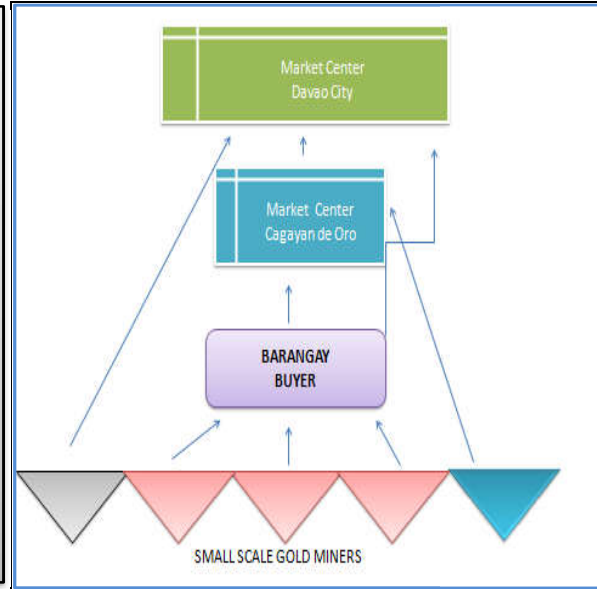 Market Center
Davao City
Market Center
Cagayan de Oro
BARANGAY
BUYER
SMALL SCALE GOLD MINERS